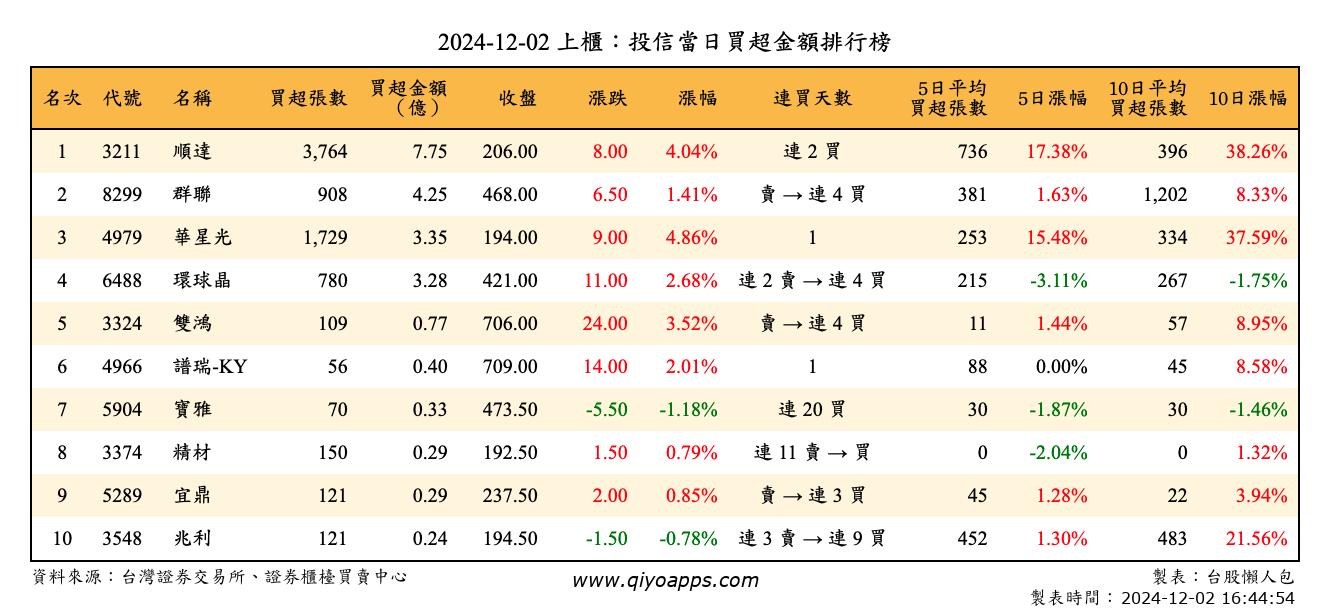 2024-12-02 上櫃：投信當日買超金額排行榜
名次 代號 名稱 買超張數 買超金額（億） 收盤 漲跌 漲幅 連買天數 5日平均買超張數 5日漲幅 10日平均買超張數 10日漲幅
1 3211 順達 3,764 7.75 206.00 8.00 4.04% 連 2 買 736 17.38% 396 38.26%
2 8299 群聯 908 4.25 468.00 6.50 1.41% 賣 → 連 4 買 381 1.63% 1,202 8.33%
3 4979 華星光 1,729 3.35 194.00 9.00 4.86% 1 253 15.48% 334 37.59%
4 6488 環球晶 780 3.28 421.00 11.00 2.68% 連 2 賣 → 連 4 買 215 -3.11% 267 -1.75%
5 3324 雙鴻 109 0.77 706.00 24.00 3.52% 賣 → 連 4 買 11 1.44% 57 8.95%
6 4966 譜瑞-KY 56 0.40 709.00 14.00 2.01% 1 88 0.00% 45 8.58%
7 5904 寶雅 70 0.33 473.50 -5.50 -1.18% 連 20 買 30 -1.87% 30 -1.46%
8 3374 精材 150 0.29 192.50 1.50 0.79% 連 11 賣 → 買 0 -2.04% 0 1.32%
9 5289 宜鼎 121 0.29 237.50 2.00 0.85% 賣 → 連 3 買 45 1.28% 22 3.94%
10 3548 兆利 121 0.24 194.50 -1.50 -0.78% 連 3 賣 → 連 9 買 452 1.30% 483 21.56%
資料來源：台灣證券交易所、證券櫃檯買賣中心 www.qiyoapps.com 製表：台股懶人包
製表時間：2024-12-02 16:44:54